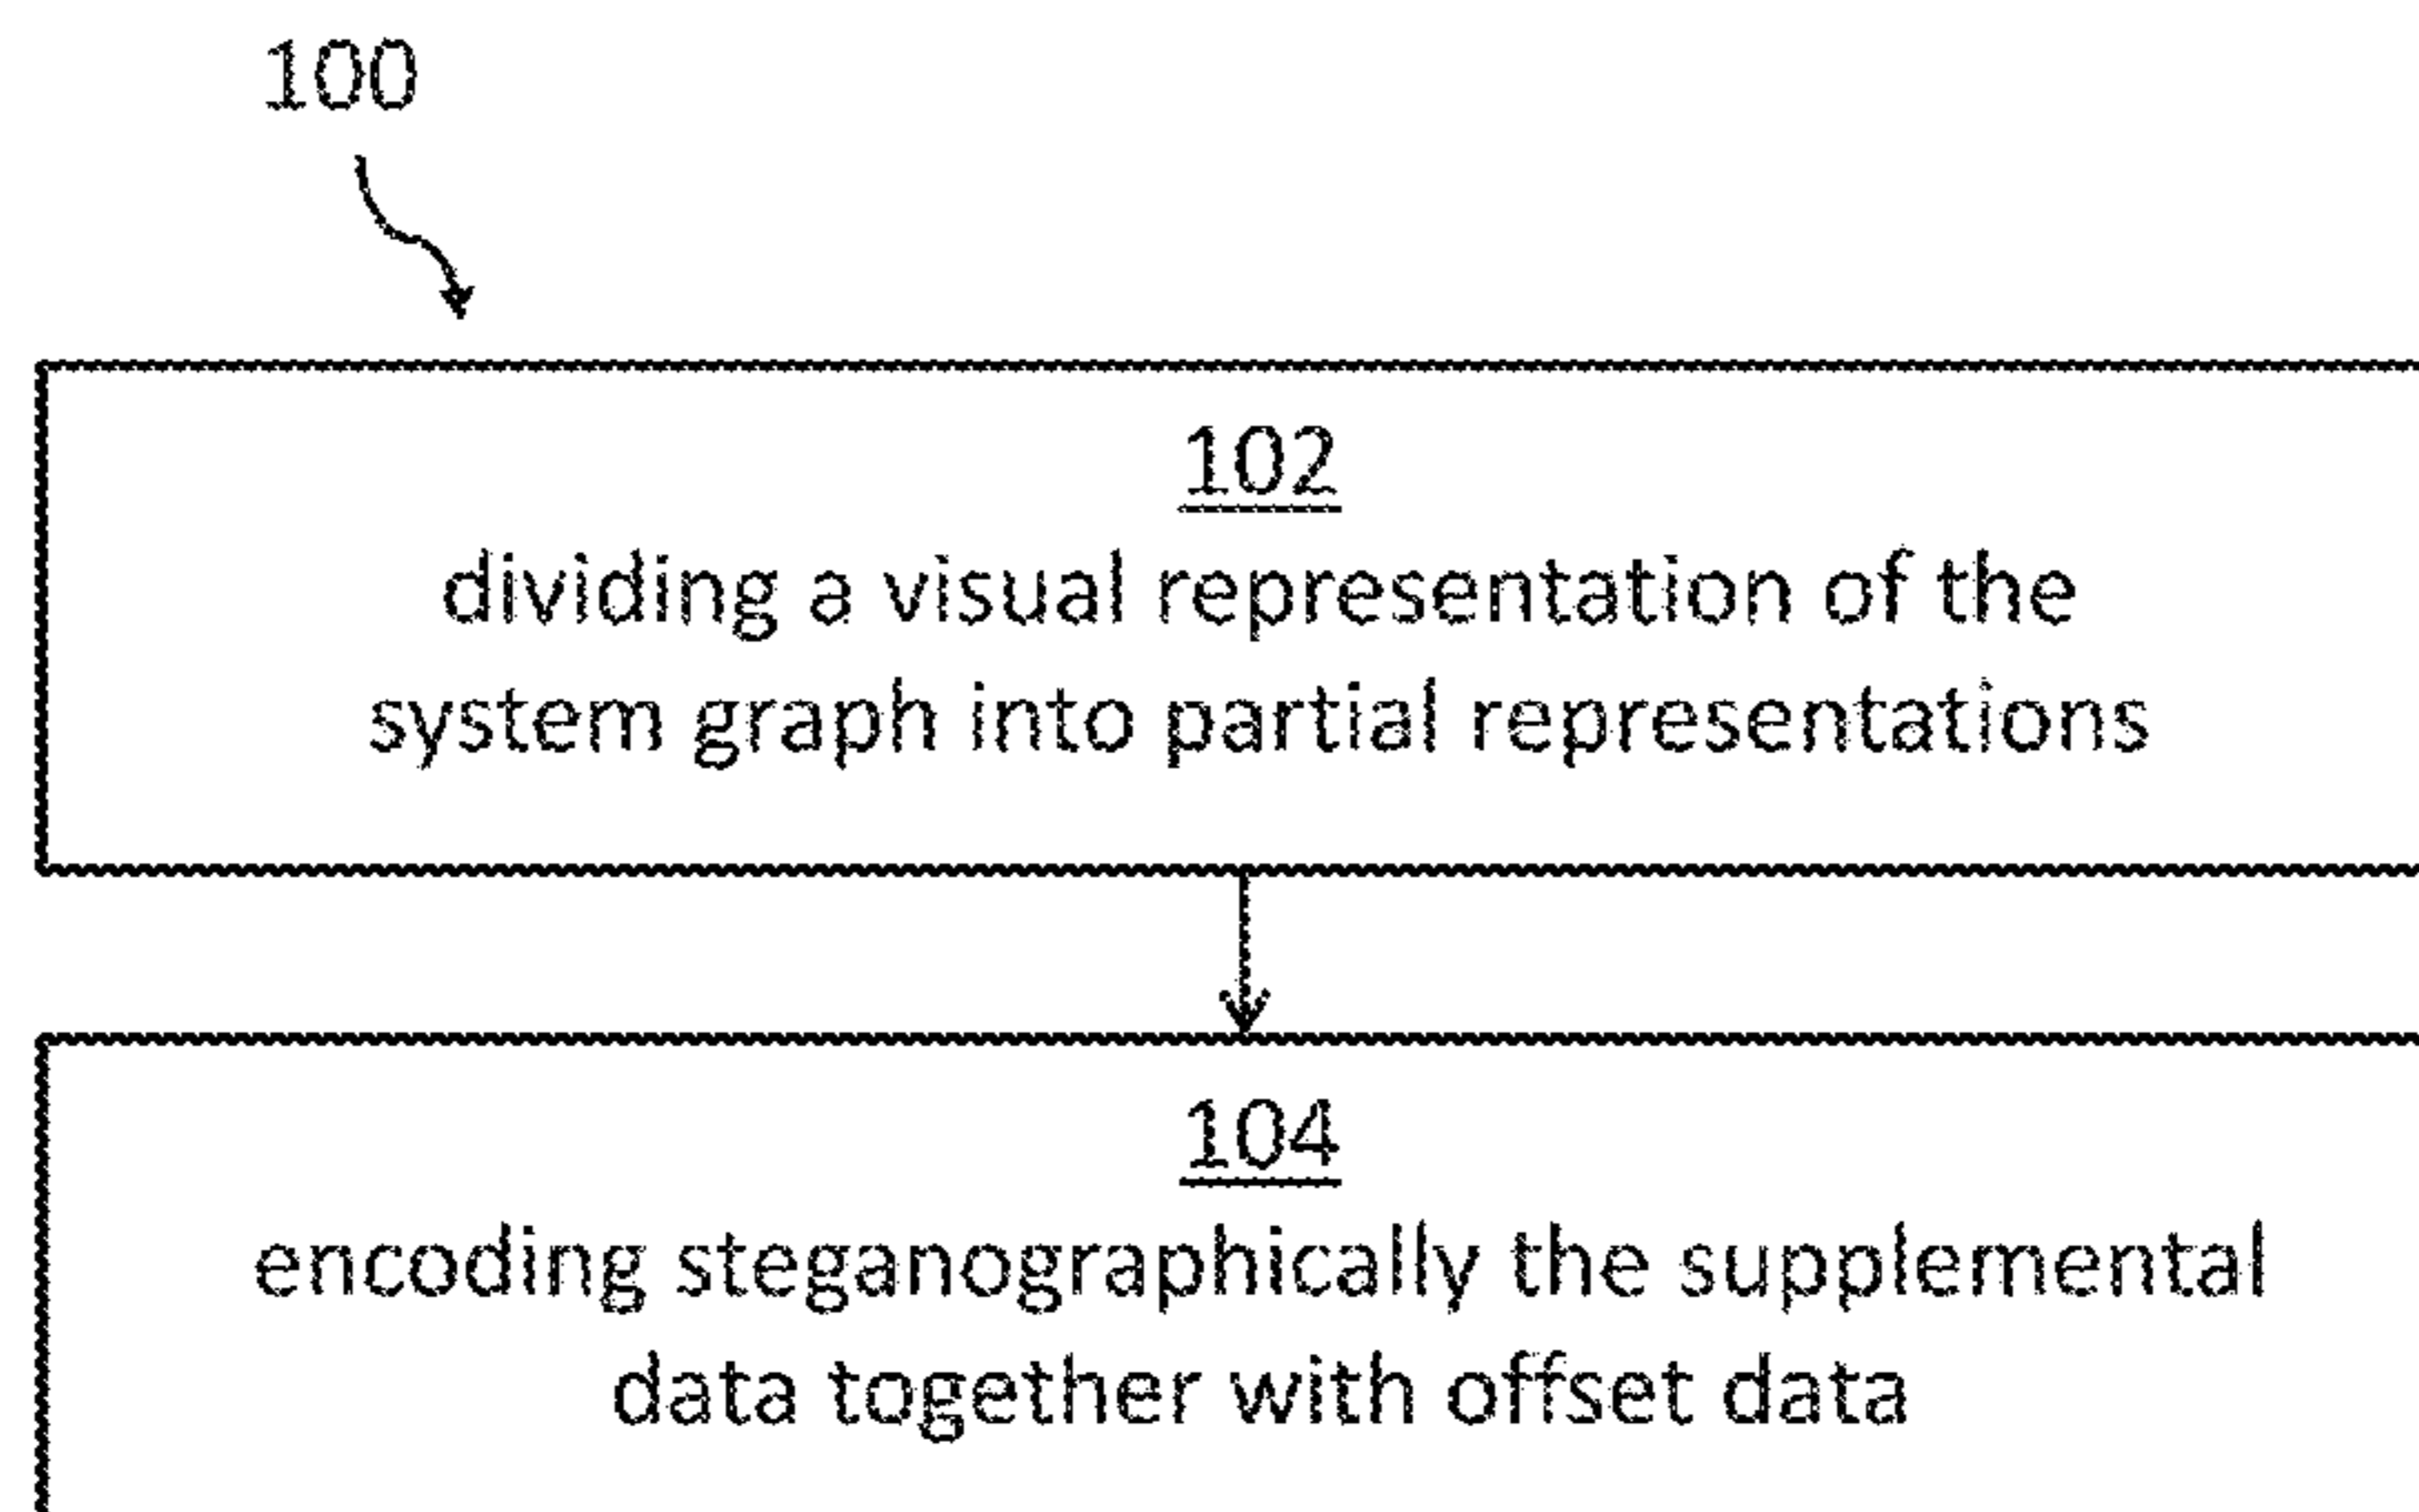 100
102
dividing a visual representation of the
system graph into partial representations
104
encoding steganographically the supplemental
data together with offset data